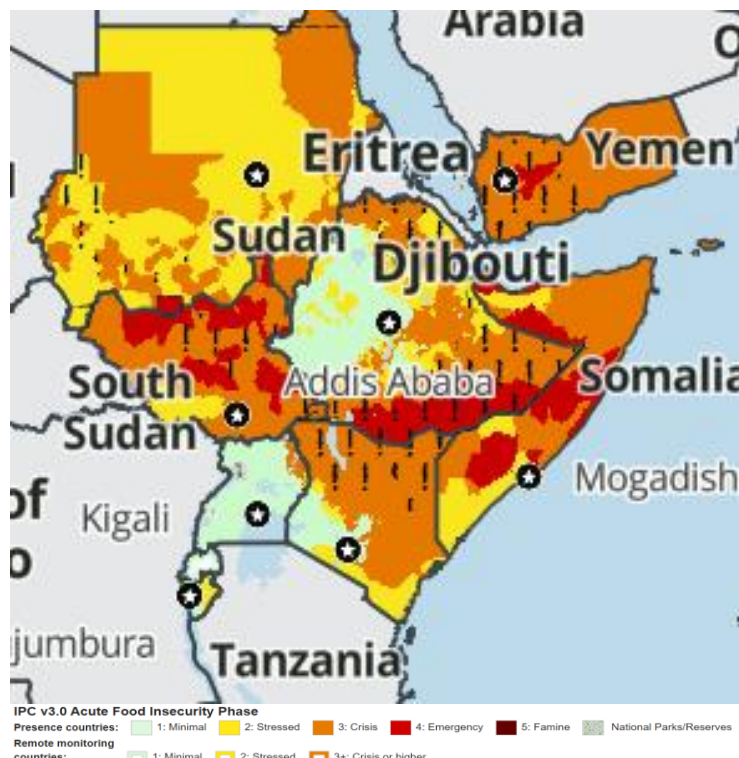 Arabia
O
Eritrea
Yemen
Sudan
Djibouti
South
Sudan
Addis Ababa
Somalia
Mogadish
of
Kigali
o
jumbura
Tanzania
IPC v3.0 Acute Food Insecurity Phase
Presence countries: 1: Minimal 2: Stressed 3: Crisis 4: Emergency 5: Famine National Parks/Reserves
Remote monitoring
countries: 1: Minimal 2: Stressed 3+: Crisis or higher